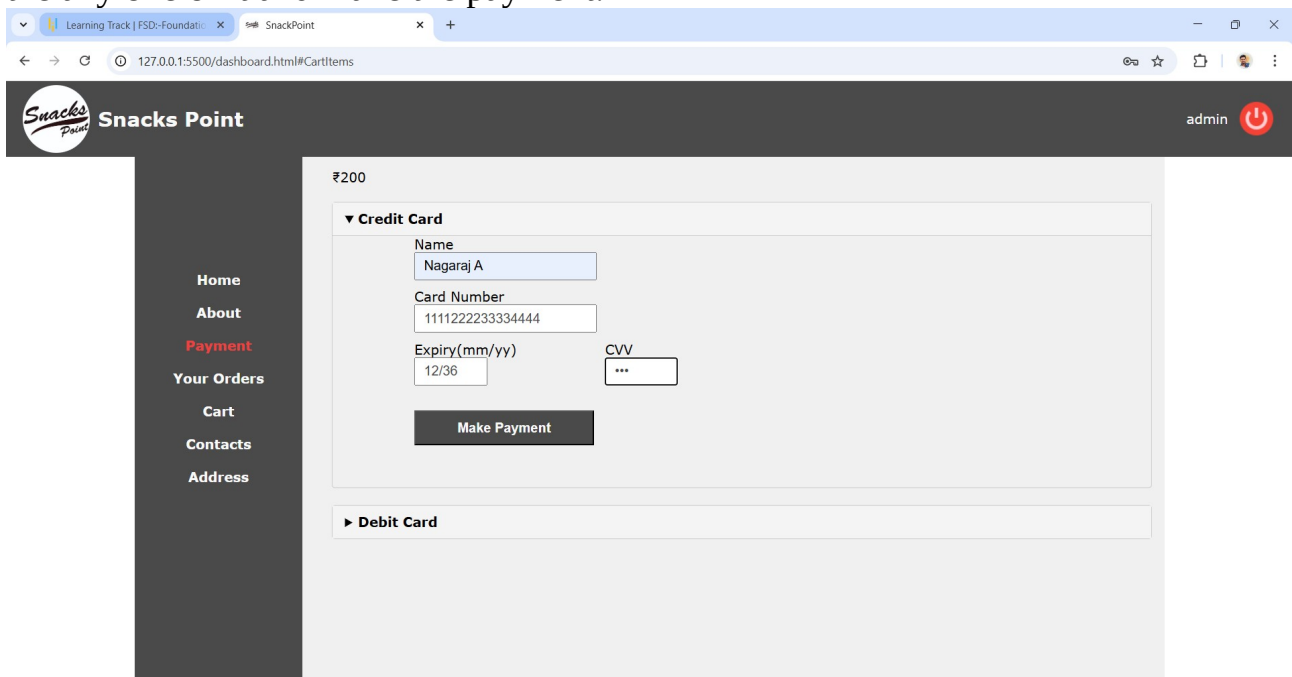 Learning Track | FSD:-Foundatio
SnackPoint
127.0.0.1:5500/dashboard.html#CartItems
Snacks Point
Snacks Point
admin
₹200
Credit Card
Name
Nagaraj A
Home
Card Number
About
1111222233334444
Payment
Expiry(mm/yy)
CVV
12/36
•••
Your Orders
Cart
Make Payment
Contacts
Address
Debit Card